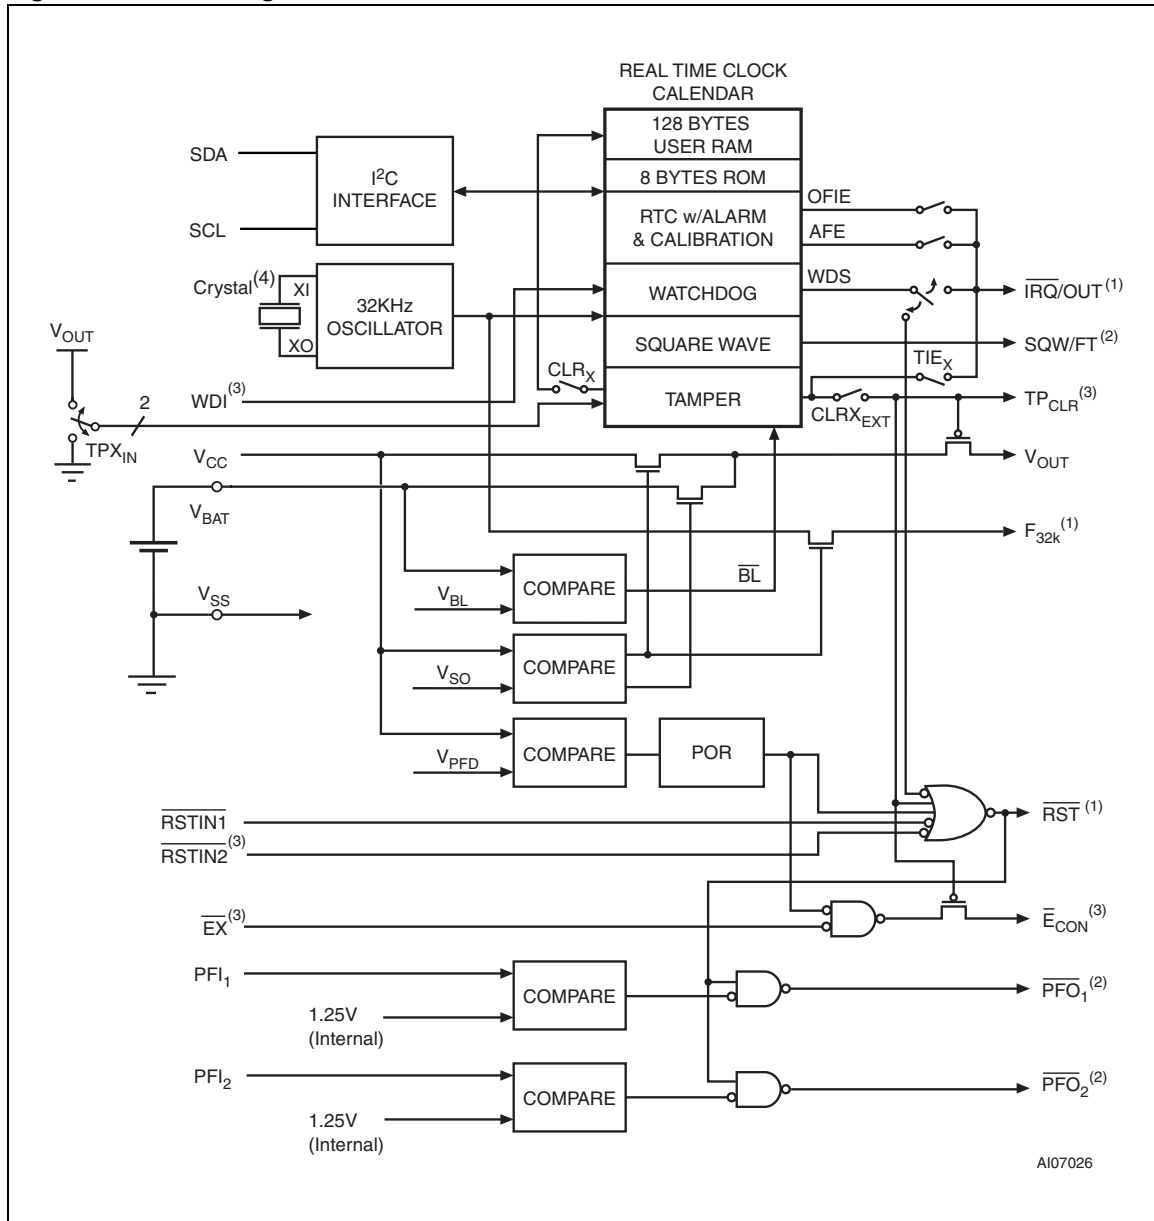 REAL TIME CLOCK
CALENDAR
128 BYTES
USER RAM
8 BYTES ROM
RTC w/ALARM
& CALIBRATION
WATCHDOG
SQUARE WAVE
TAMPER
SDA
SCL
I²C
INTERFACE
Crystal(4)
XI
XO
32KHz
OSCILLATOR
OFIE
AFE
WDS
IRQ/OUT(1)
SQW/FT(2)
TIEX
CLRX
CLRXEXT
TPCLR(3)
VOUT
2
TPXIN
WDI(3)
VCC
VOUT
VBAT
F32k(1)
VSS
VBL
COMPARE
BL
VSO
COMPARE
VPFD
COMPARE
POR
RSTIN1
RSTIN2(3)
RST(1)
EX(3)
ECON(3)
PFI1
1.25V
(Internal)
COMPARE
PFO1(2)
PFI2
1.25V
(Internal)
COMPARE
PFO2(2)
AI07026